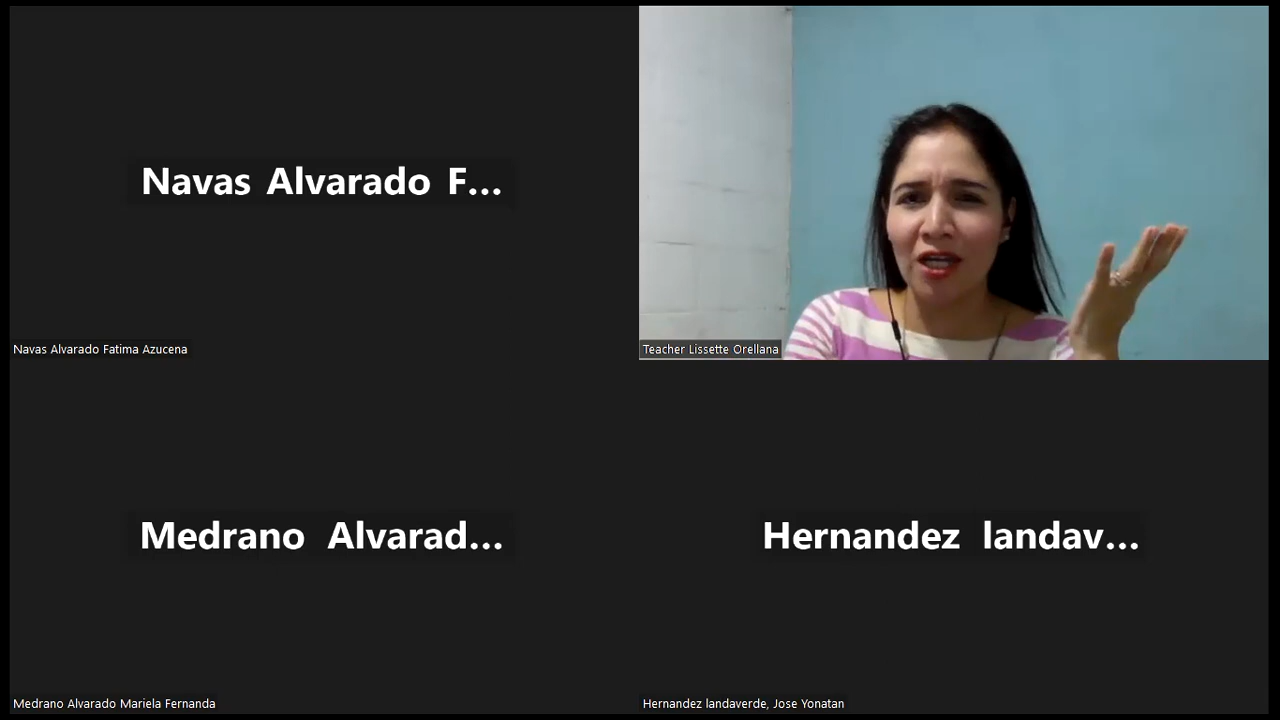 Navas Alvarado F...
Navas Alvarado Fatima Azucena
Teacher Lissette Orellana
Medrano Alvarad...
Hernandez landav...
Medrano Alvarado Mariela Fernanda
Hernandez landaverde, Jose Yonatan